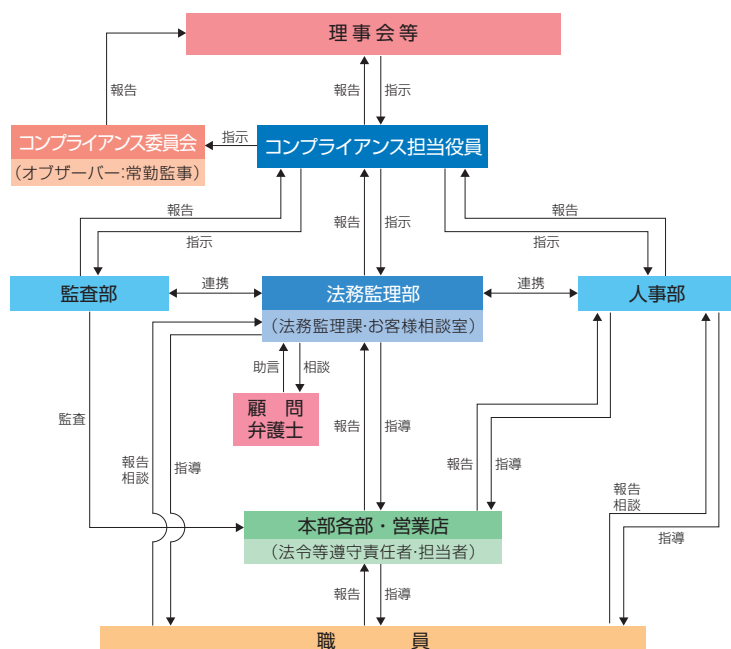 理事会等
報告
報告
指示
コンプライアンス委員会
(オブザーバー:常勤監事)
指示
コンプライアンス担当役員
報告
指示
報告
指示
報告
指示
監査部
連携
法務監理部
(法務監理課・お客様相談室)
連携
人事部
助言
相談
顧 問
弁護士
監査
報告
相談
指導
報告
指導
報告
指導
報告
相談
指導
本部各部・営業店
(法令等遵守責任者・担当者)
報告
指導
職 員